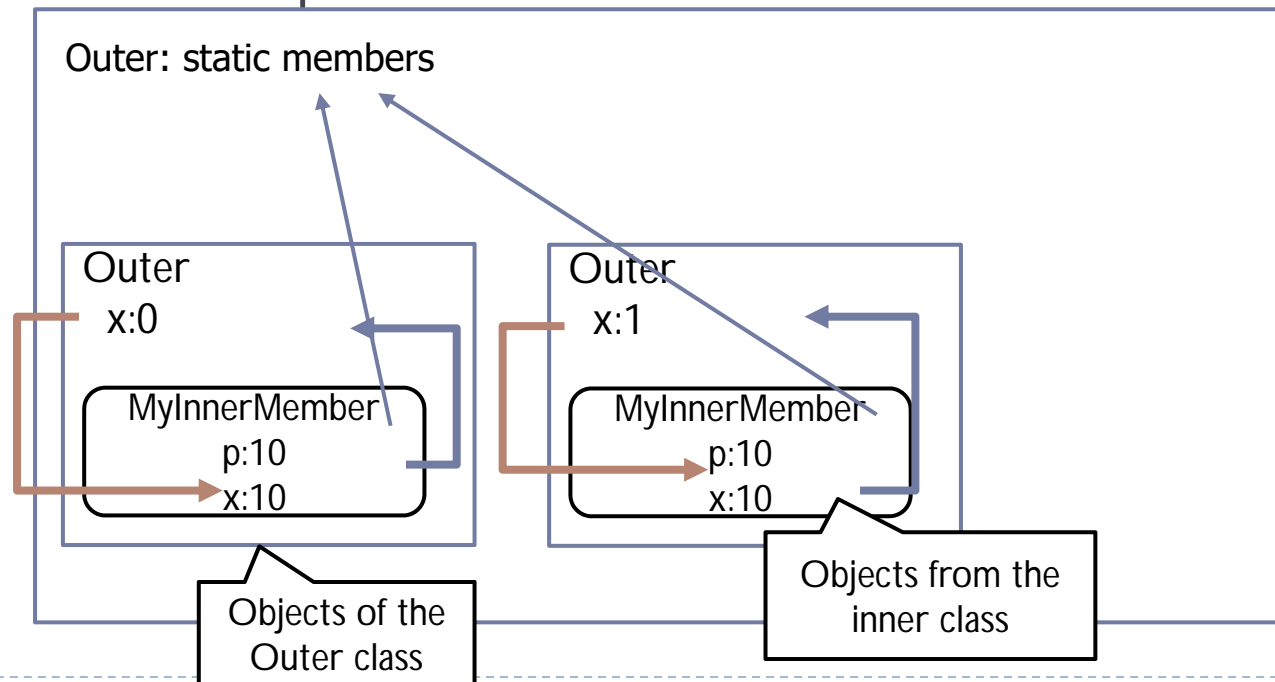 Outer: static members
Outer
x:0
MyInnerMember
p:10
x:10
Outer
x:1
MyInnerMember
p:10
x:10
Objects of the
Outer class
Objects from the
inner class